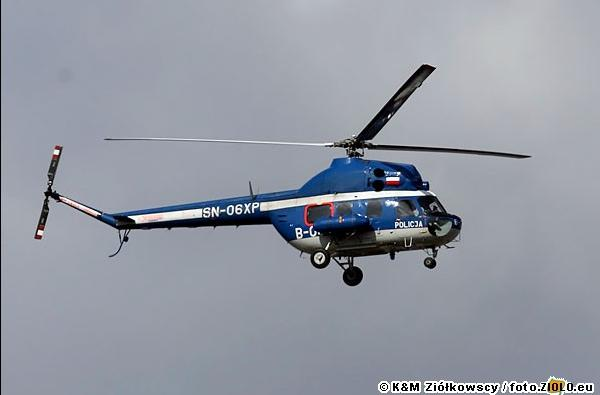 SN-06XP
POLICJA
© K&M Ziółkowscy / foto.ZIOLO.eu